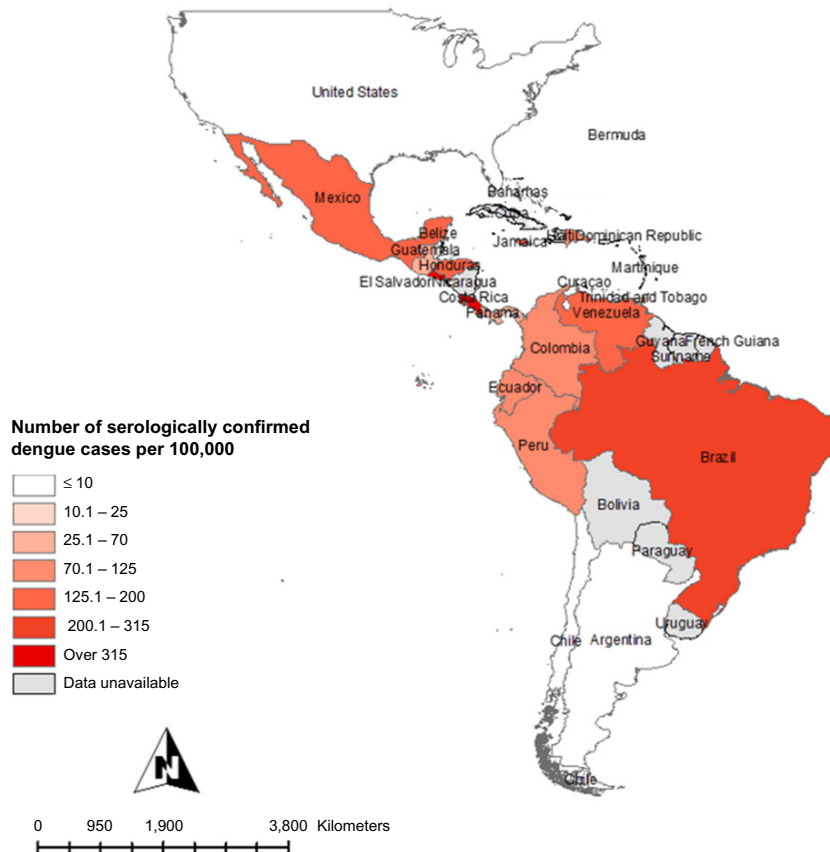 United States
Bermuda
Bahamas
Cuba
Mexico
Belize
Jamaica
Haiti
Dominican Republic
Guatemala
Honduras
Martinique
El Salvador
Nicaragua
Curacao
Costa Rica
Trinidad and Tobago
Panama
Venezuela
Guyana
French Guiana
Suriname
Colombia
Ecuador
Peru
Brazil
Bolivia
Paraguay
Uruguay
Chile
Argentina
Chile
Number of serologically confirmed
dengue cases per 100,000
≤ 10
10.1 – 25
25.1 – 70
70.1 – 125
125.1 – 200
200.1 – 315
Over 315
Data unavailable
N
0 950 1,900 3,800 Kilometers